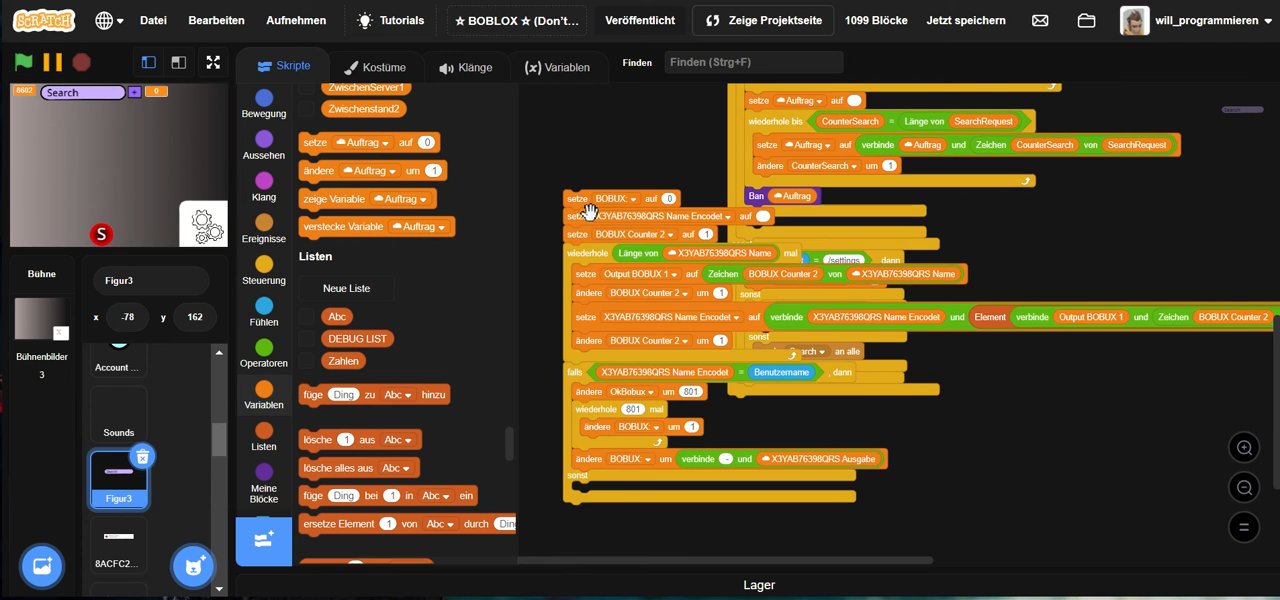 SCRATCH Datei Bearbeiten Aufnehmen Tutorials ☆ BOBLOX ☆ (Don't... Veröffentlicht Zeige Projektseite 1099 Blöcke Jetzt speichern will_programmieren
Skripte Kostüme Klänge (x) Variablen Finden Finden (Strg+F)
8602 Search + 0
S
Bühne
Bühnenbilder
3
Figur3
x -78 y 162
Account ...
Sounds
Figur3
8ACFC2...
Bewegung
Aussehen
Klang
Ereignisse
Steuerung
Fühlen
Operatoren
Variablen
Listen
Meine
Blöcke
ZwischenServer1
Zwischenstand2
setze Auftrag auf 0
ändere Auftrag um 1
zeige Variable Auftrag
verstecke Variable Auftrag
Listen
Neue Liste
Abc
DEBUG LIST
Zahlen
füge Ding zu Abc hinzu
lösche 1 aus Abc
lösche alles aus Abc
füge Ding bei 1 in Abc ein
ersetze Element 1 von Abc durch Ding
setze Auftrag auf
wiederhole bis CounterSearch = Länge von SearchRequest
setze Auftrag auf verbinde Auftrag und Zeichen CounterSearch von SearchRequest
ändere CounterSearch um 1
Ban Auftrag
setze BOBUX: auf 0
setze X3YAB76398QRS Name Encodet auf
setze BOBUX Counter 2 auf 1
wiederhole Länge von X3YAB76398QRS Name mal
= /settings dann
setze Output BOBUX 1 auf Zeichen BOBUX Counter 2 von X3YAB76398QRS Name
ändere BOBUX Counter 2 um 1
sonst
setze X3YAB76398QRS Name Encodet auf verbinde X3YAB76398QRS Name Encodet und Element verbinde Output BOBUX 1 und Zeichen BOBUX Counter 2
ändere BOBUX Counter 2 um 1
sonst
an alle
falls X3YAB76398QRS Name Encodet = Benutzername , dann
ändere OkBobux um 801
wiederhole 801 mal
ändere BOBUX: um 1
ändere BOBUX: um verbinde - und X3YAB76398QRS Ausgabe
sonst
Lager